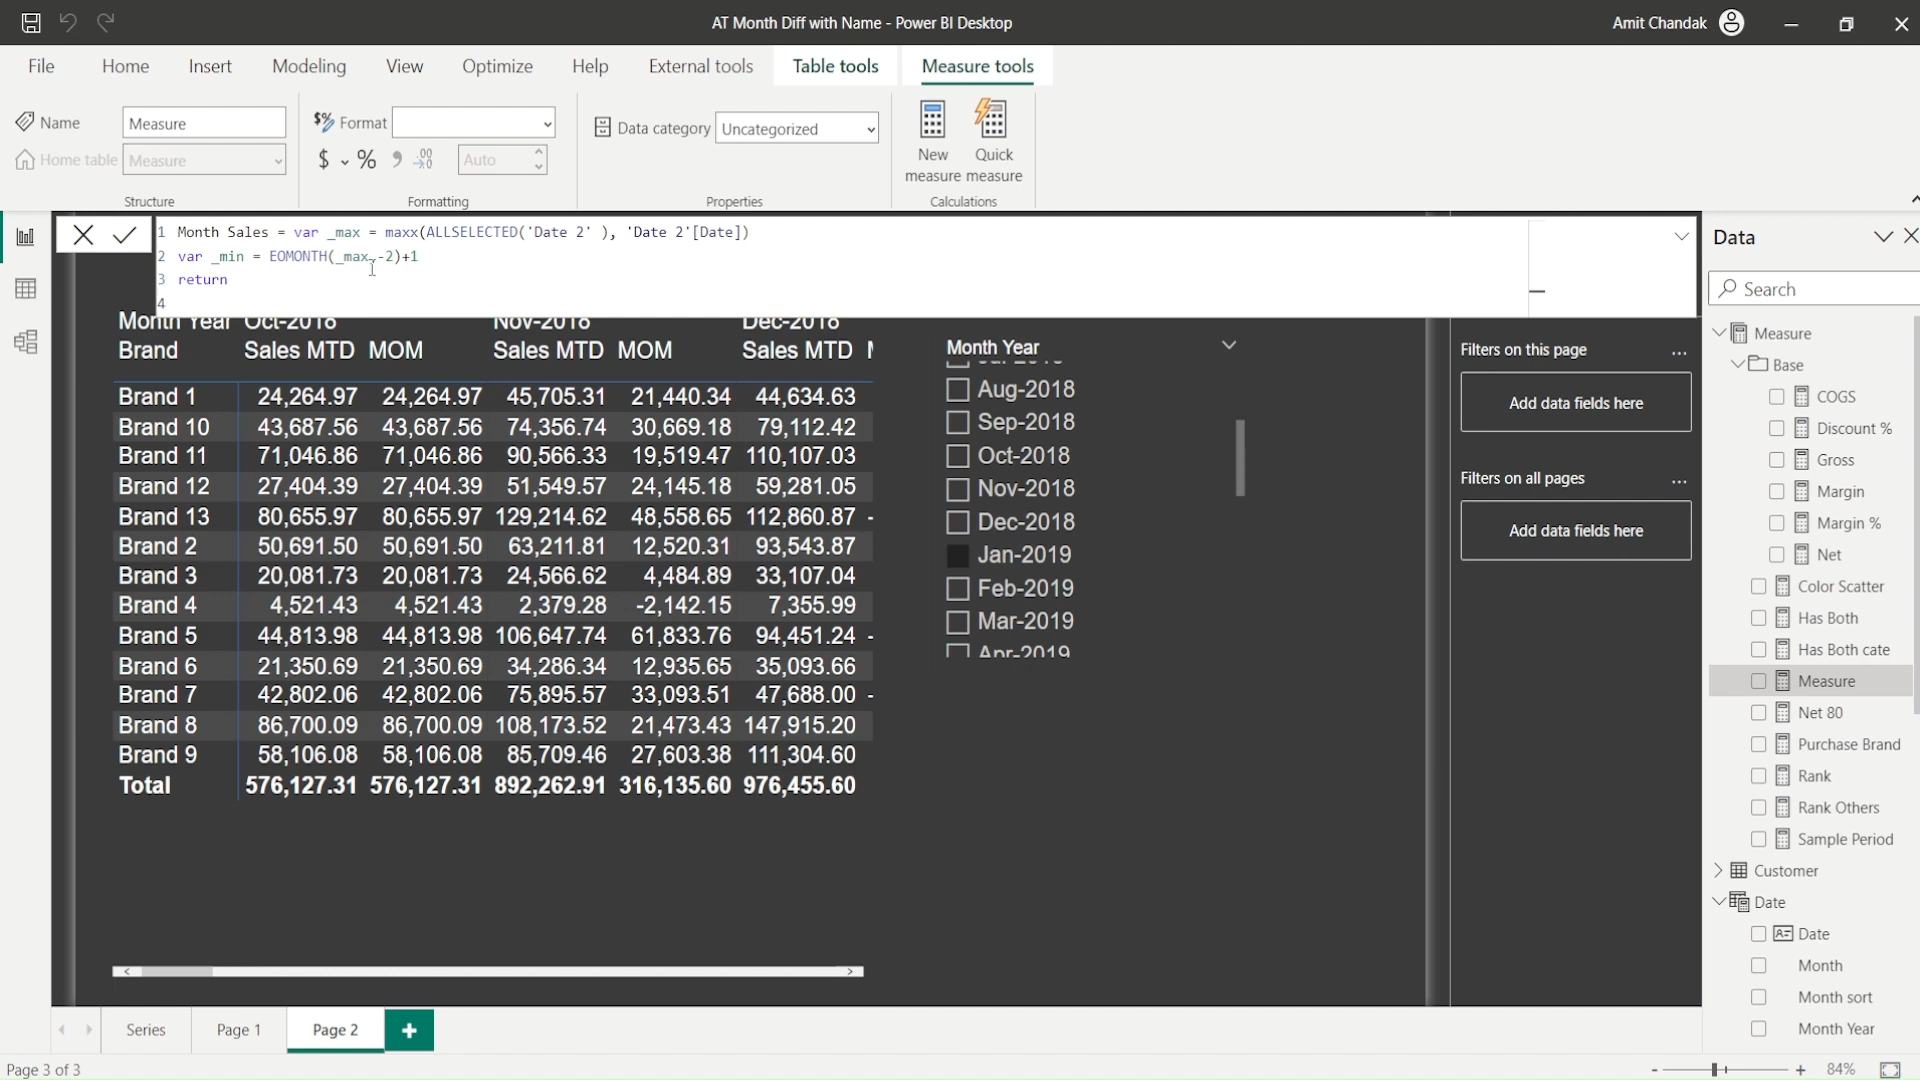 AT Month Diff with Name - Power BI Desktop
Amit Chandak
File Home Insert Modeling View Optimize Help External tools Table tools Measure tools
Name Measure
Home table Measure
Structure
Format
$ % 9 .00
Auto
Formatting
Data category Uncategorized
Properties
New measure
Quick measure
Calculations
1 Month Sales = var _max = maxx(ALLSELECTED('Date 2' ), 'Date 2'[Date])
2 var _min = EOMONTH(_max,-2)+1
3 return
4
Month Year Oct-2018 Nov-2018 Dec-2018
Brand Sales MTD MOM Sales MTD MOM Sales MTD
Brand 1 24,264.97 24,264.97 45,705.31 21,440.34 44,634.63
Brand 10 43,687.56 43,687.56 74,356.74 30,669.18 79,112.42
Brand 11 71,046.86 71,046.86 90,566.33 19,519.47 110,107.03
Brand 12 27,404.39 27,404.39 51,549.57 24,145.18 59,281.05
Brand 13 80,655.97 80,655.97 129,214.62 48,558.65 112,860.87 -
Brand 2 50,691.50 50,691.50 63,211.81 12,520.31 93,543.87
Brand 3 20,081.73 20,081.73 24,566.62 4,484.89 33,107.04
Brand 4 4,521.43 4,521.43 2,379.28 -2,142.15 7,355.99
Brand 5 44,813.98 44,813.98 106,647.74 61,833.76 94,451.24 -
Brand 6 21,350.69 21,350.69 34,286.34 12,935.65 35,093.66
Brand 7 42,802.06 42,802.06 75,895.57 33,093.51 47,688.00 -
Brand 8 86,700.09 86,700.09 108,173.52 21,473.43 147,915.20
Brand 9 58,106.08 58,106.08 85,709.46 27,603.38 111,304.60
Total 576,127.31 576,127.31 892,262.91 316,135.60 976,455.60
Month Year
Aug-2018
Sep-2018
Oct-2018
Nov-2018
Dec-2018
Jan-2019
Feb-2019
Mar-2019
Apr-2019
Filters on this page ...
Add data fields here
Filters on all pages ...
Add data fields here
Data
Search
Measure
Base
COGS
Discount %
Gross
Margin
Margin %
Net
Color Scatter
Has Both
Has Both cate
Measure
Net 80
Purchase Brand
Rank
Rank Others
Sample Period
Customer
Date
Date
Month
Month sort
Month Year
Series Page 1 Page 2 +
Page 3 of 3
- + 84%